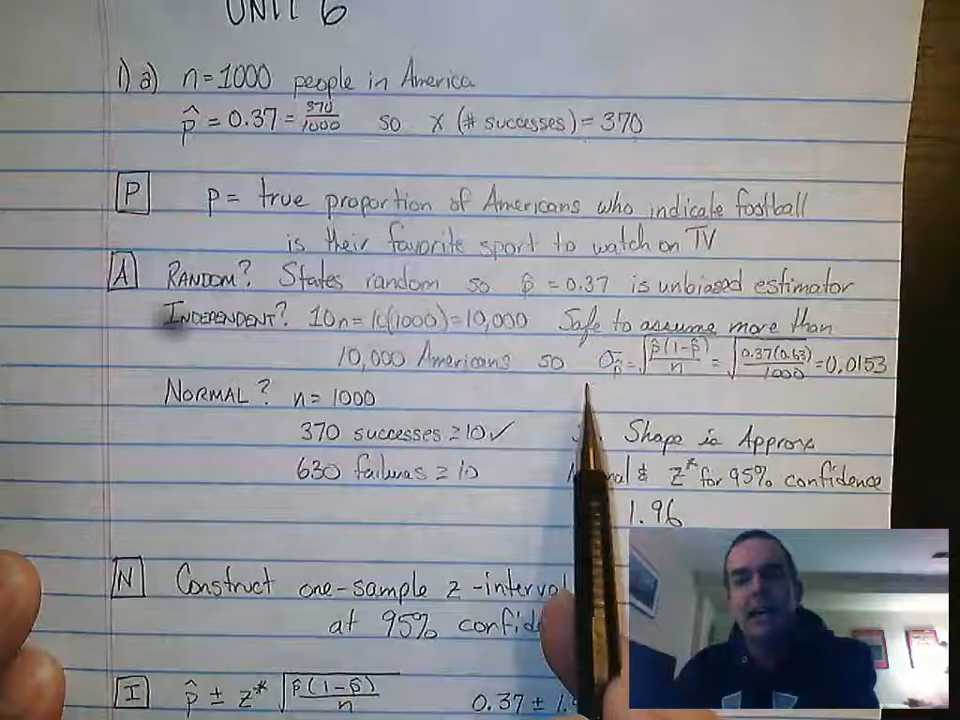 UNIT 6
1) a) n = 1000 people in America
p̂ = 0.37 = 370/1000 so x (# successes) = 370
P p = true proportion of Americans who indicate football
is their favorite sport to watch on TV
A RANDOM? States random so p̂ = 0.37 is unbiased estimator
INDEPENDENT? 10n = 10(1000) = 10,000 Safe to assume more than
10,000 Americans so σp̂ = √(p̂(1-p̂)/n) = √(0.37(0.63)/1000) = 0.0153
NORMAL? n = 1000
370 successes ≥ 10 ✓ Shape is Approx
630 failures ≥ 10 & z* for 95% confidence
1.96
N Construct one-sample z-interval
at 95%
I p̂ ± z* √(p̂(1-p̂)/n) 0.37 ±